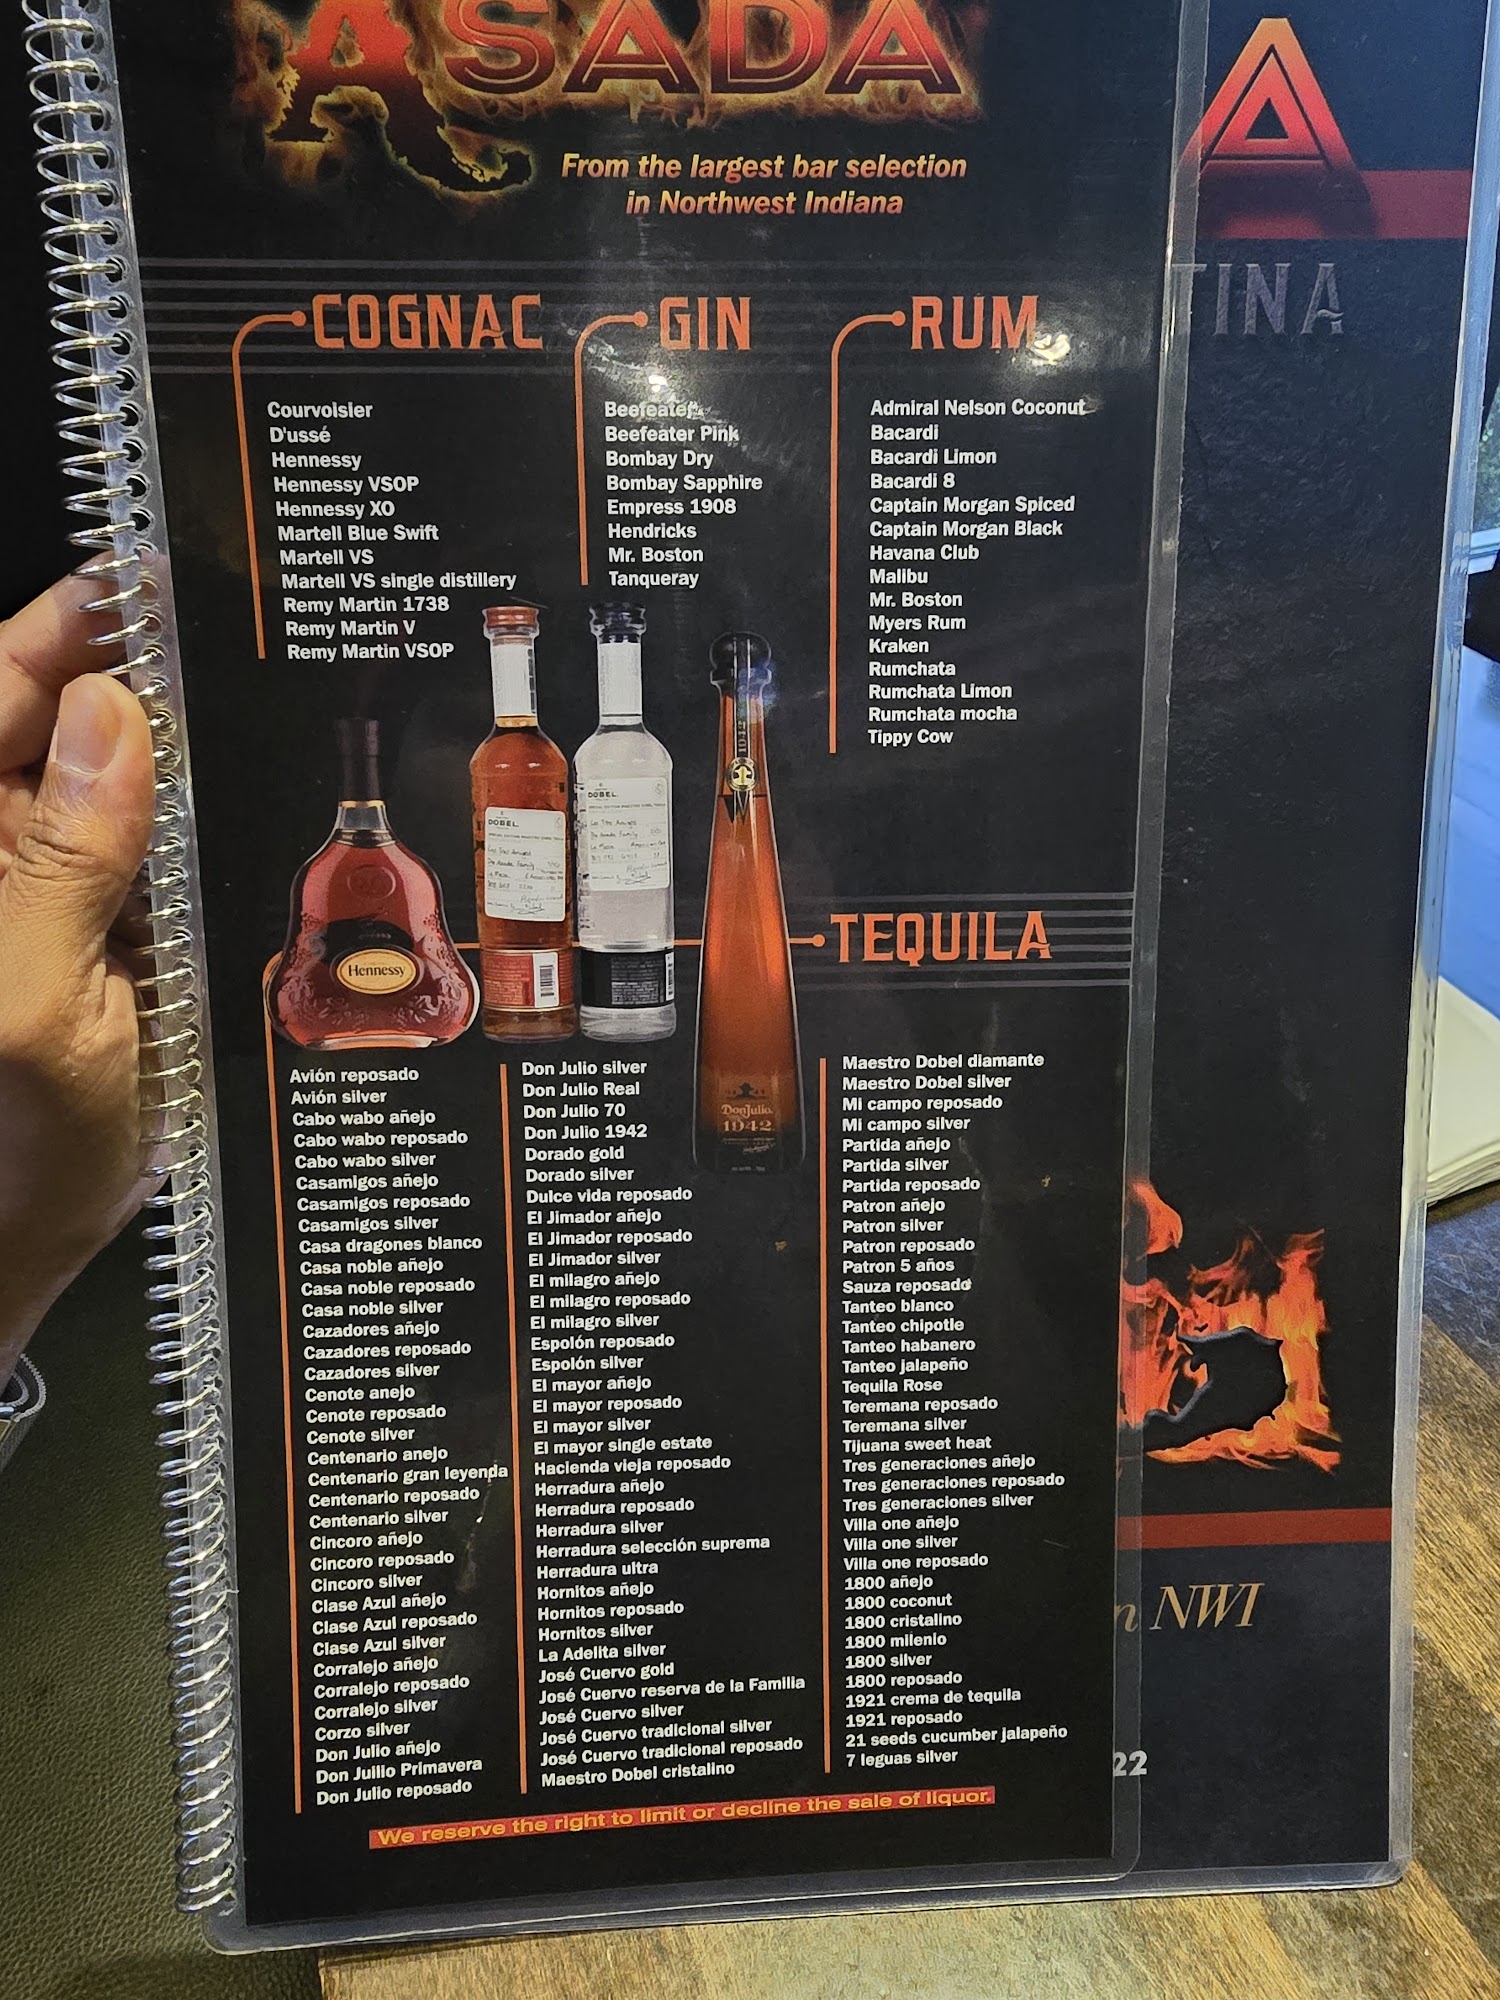 ASADA
From the largest bar selection
in Northwest Indiana
COGNAC
Courvoisier
D'ussé
Hennessy
Hennessy VSOP
Hennessy XO
Martell Blue Swift
Martell VS
Martell VS single distillery
Remy Martin 1738
Remy Martin V
Remy Martin VSOP
GIN
Beefeater
Beefeater Pink
Bombay Dry
Bombay Sapphire
Empress 1908
Hendricks
Mr. Boston
Tanqueray
RUM
Admiral Nelson Coconut
Bacardi
Bacardi Limon
Bacardi 8
Captain Morgan Spiced
Captain Morgan Black
Havana Club
Malibu
Mr. Boston
Myers Rum
Kraken
Rumchata
Rumchata Limon
Rumchata mocha
Tippy Cow
Hennessy
DOBEL
DOBEL
1942
Don Julio
1942
TEQUILA
Avión reposado
Avión silver
Cabo wabo añejo
Cabo wabo reposado
Cabo wabo silver
Casamigos añejo
Casamigos reposado
Casamigos silver
Casa dragones blanco
Casa noble añejo
Casa noble reposado
Casa noble silver
Cazadores añejo
Cazadores reposado
Cazadores silver
Cenote anejo
Cenote reposado
Cenote silver
Centenario anejo
Centenario gran leyenda
Centenario reposado
Centenario silver
Cincoro añejo
Cincoro reposado
Cincoro silver
Clase Azul añejo
Clase Azul reposado
Clase Azul silver
Corralejo añejo
Corralejo reposado
Corralejo silver
Corzo silver
Don Julio añejo
Don Juilio Primavera
Don Julio reposado
Don Julio silver
Don Julio Real
Don Julio 70
Don Julio 1942
Dorado gold
Dorado silver
Dulce vida reposado
El Jimador añejo
El Jimador reposado
El Jimador silver
El milagro añejo
El milagro reposado
El milagro silver
Espolón reposado
Espolón silver
El mayor añejo
El mayor reposado
El mayor silver
El mayor single estate
Hacienda vieja reposado
Herradura añejo
Herradura reposado
Herradura silver
Herradura selección suprema
Herradura ultra
Hornitos añejo
Hornitos reposado
Hornitos silver
La Adelita silver
José Cuervo gold
José Cuervo reserva de la Familia
José Cuervo silver
José Cuervo tradicional silver
José Cuervo tradicional reposado
Maestro Dobel cristalino
Maestro Dobel diamante
Maestro Dobel silver
Mi campo reposado
Mi campo silver
Partida añejo
Partida silver
Partida reposado
Patron añejo
Patron silver
Patron reposado
Patron 5 años
Sauza reposado
Tanteo blanco
Tanteo chipotle
Tanteo habanero
Tanteo jalapeño
Tequila Rose
Teremana reposado
Teremana silver
Tijuana sweet heat
Tres generaciones añejo
Tres generaciones reposado
Tres generaciones silver
Villa one añejo
Villa one silver
Villa one reposado
1800 añejo
1800 coconut
1800 cristalino
1800 milenio
1800 silver
1800 reposado
1921 crema de tequila
1921 reposado
21 seeds cucumber jalapeño
7 leguas silver
We reserve the right to limit or decline the sale of liquor.
A
TINA
n NWI
22